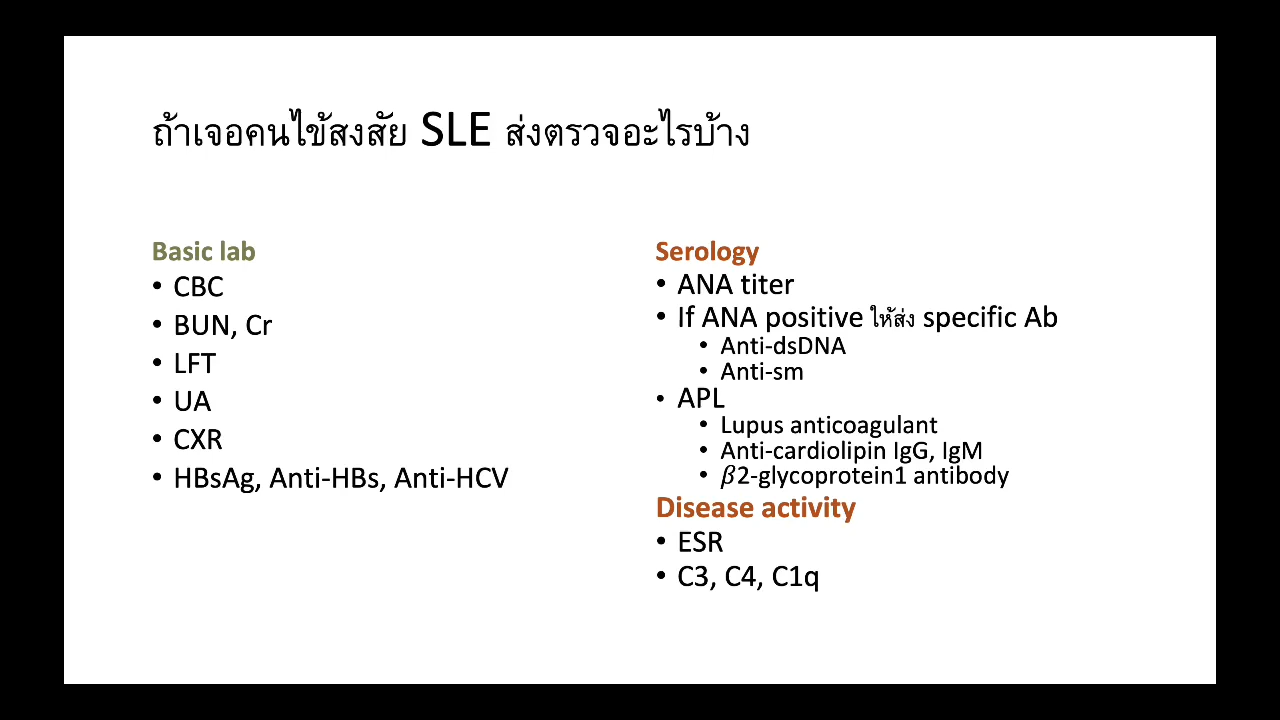 ถ้าเจอคนไข้สงสัย SLE ส่งตรวจอะไรบ้าง
Basic lab
• CBC
• BUN, Cr
• LFT
• UA
• CXR
• HBsAg, Anti-HBs, Anti-HCV
Serology
• ANA titer
• If ANA positive ให้ส่ง specific Ab
• Anti-dsDNA
• Anti-sm
• APL
• Lupus anticoagulant
• Anti-cardiolipin IgG, IgM
• β2-glycoprotein1 antibody
Disease activity
• ESR
• C3, C4, C1q